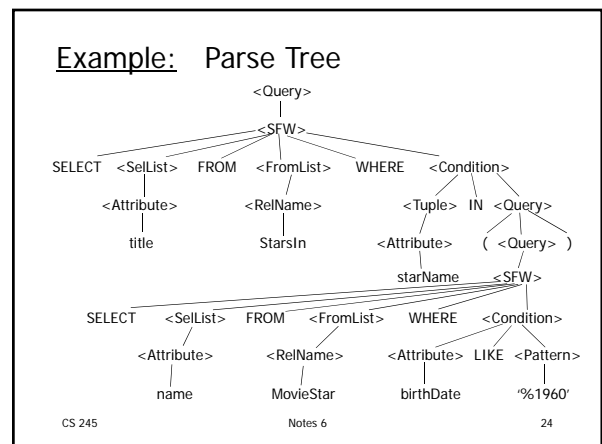 Example: Parse Tree
<Query>
<SFW>
SELECT <SelList> FROM <FromList> WHERE <Condition>
<Attribute> <RelName> <Tuple> IN <Query>
title StarsIn <Attribute> ( <Query> )
starName <SFW>
SELECT <SelList> FROM <FromList> WHERE <Condition>
<Attribute> <RelName> <Attribute> LIKE <Pattern>
name MovieStar birthDate ‘%1960’
CS 245 Notes 6 24